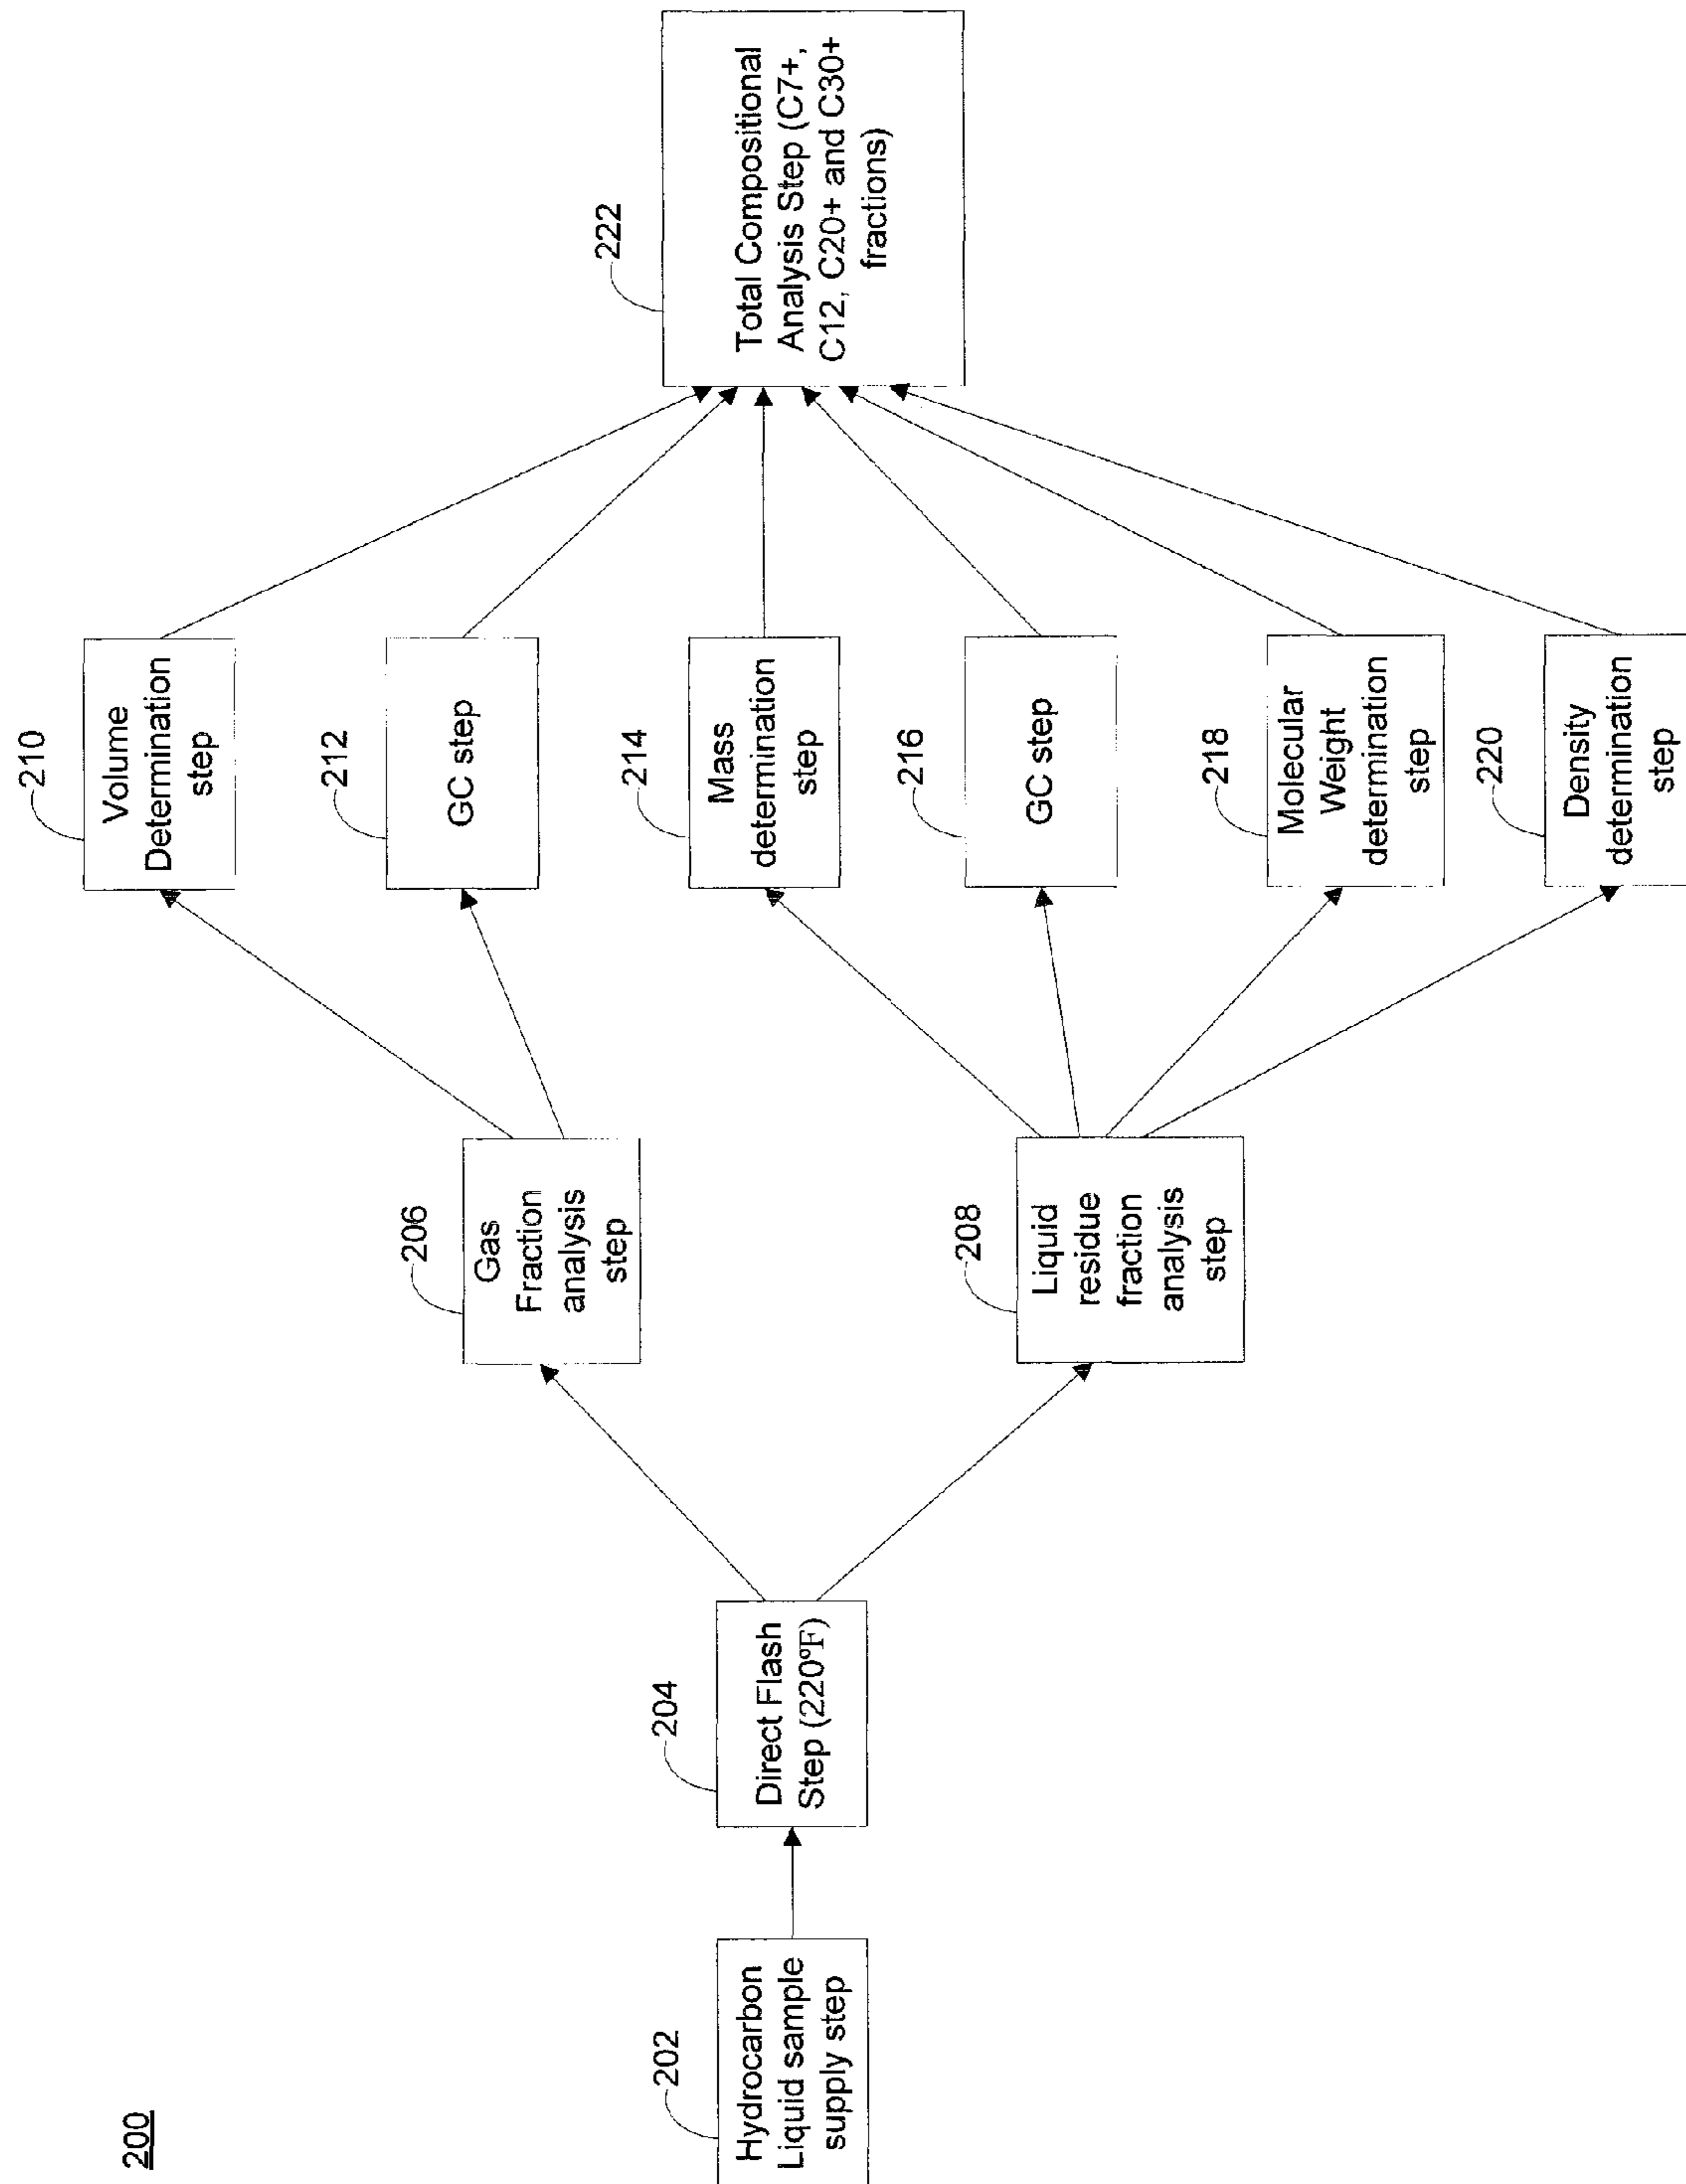 200
202
Hydrocarbon
Liquid sample
supply step
204
Direct Flash
Step (220ºF)
206
Gas
Fraction
analysis
step
208
Liquid
residue
fraction
analysis
step
210
Volume
Determination
step
212
GC step
214
Mass
determination
step
216
GC step
218
Molecular
Weight
determination
step
220
Density
determination
step
222
Total Compositional
Analysis Step (C7+,
C12, C20+ and C30+
fractions)